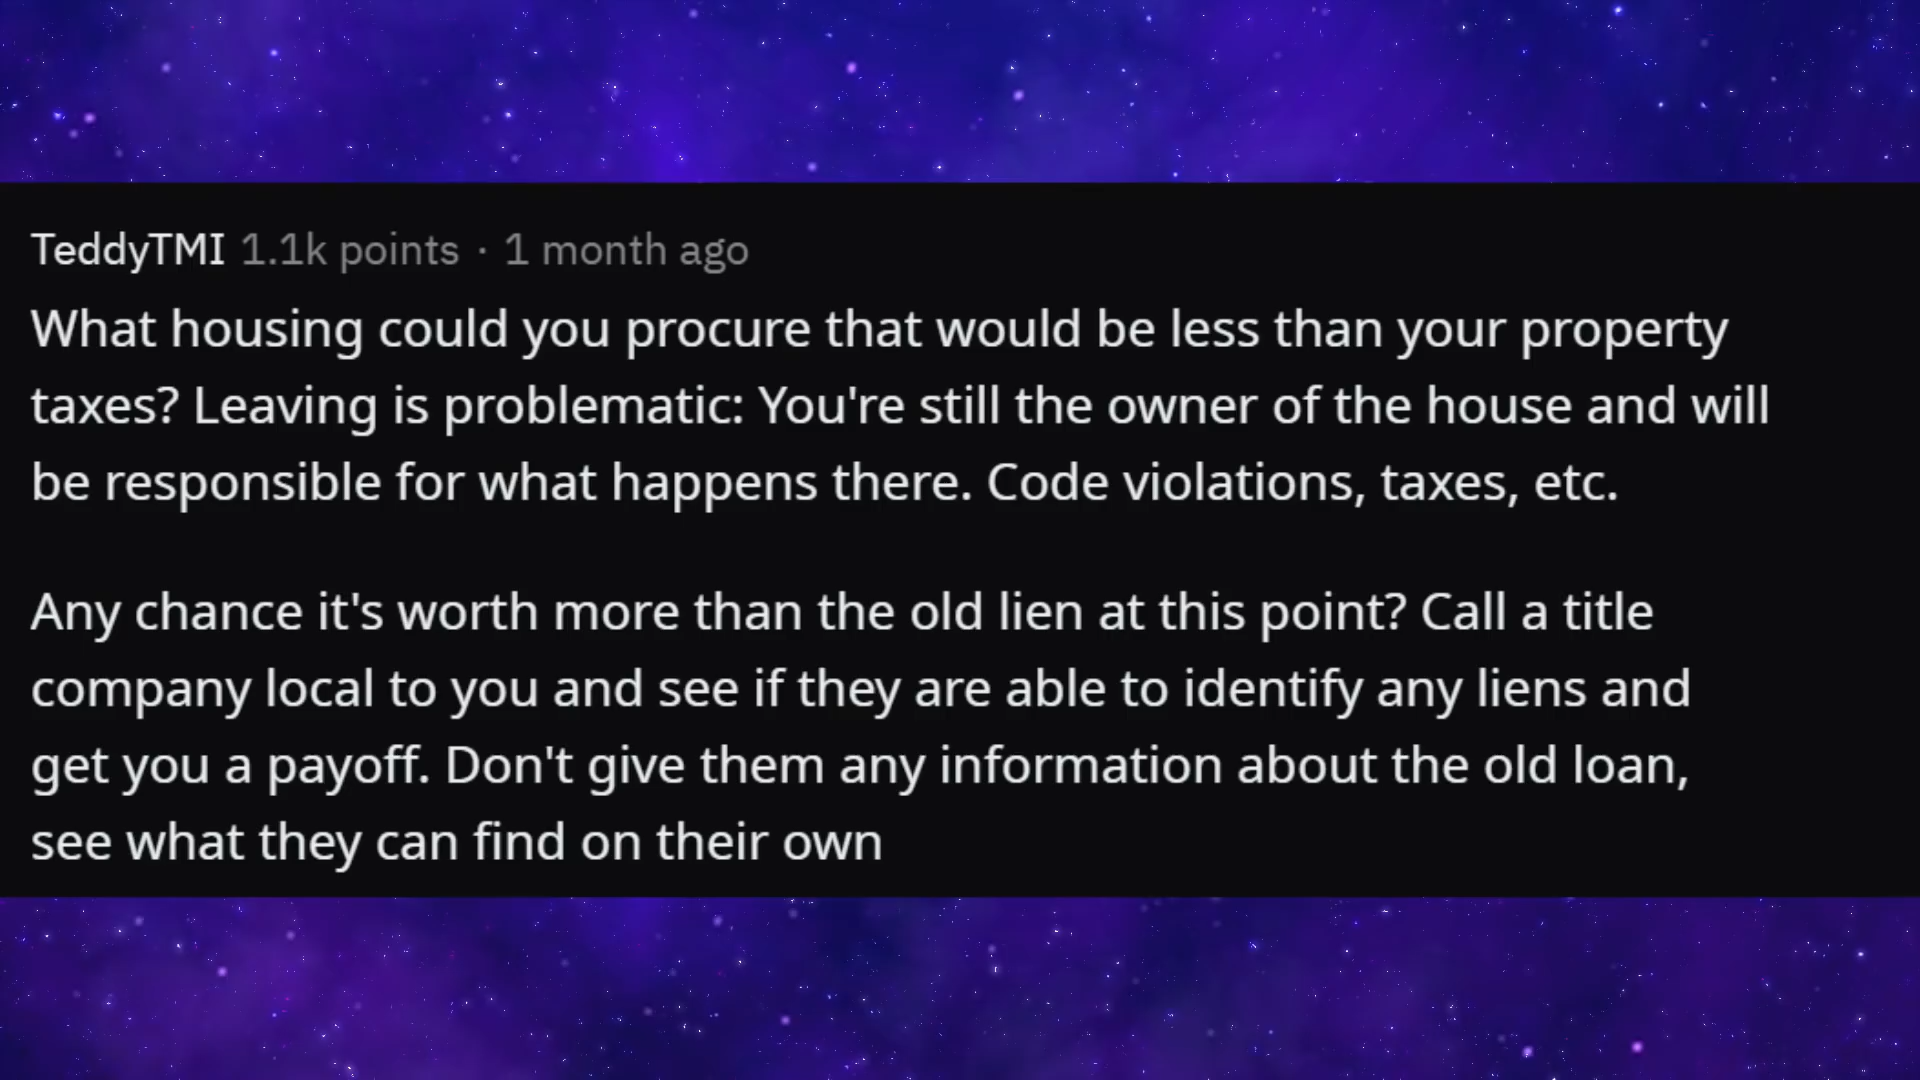 TeddyTMI 1.1k points · 1 month ago
What housing could you procure that would be less than your property
taxes? Leaving is problematic: You're still the owner of the house and will
be responsible for what happens there. Code violations, taxes, etc.
Any chance it's worth more than the old lien at this point? Call a title
company local to you and see if they are able to identify any liens and
get you a payoff. Don't give them any information about the old loan,
see what they can find on their own